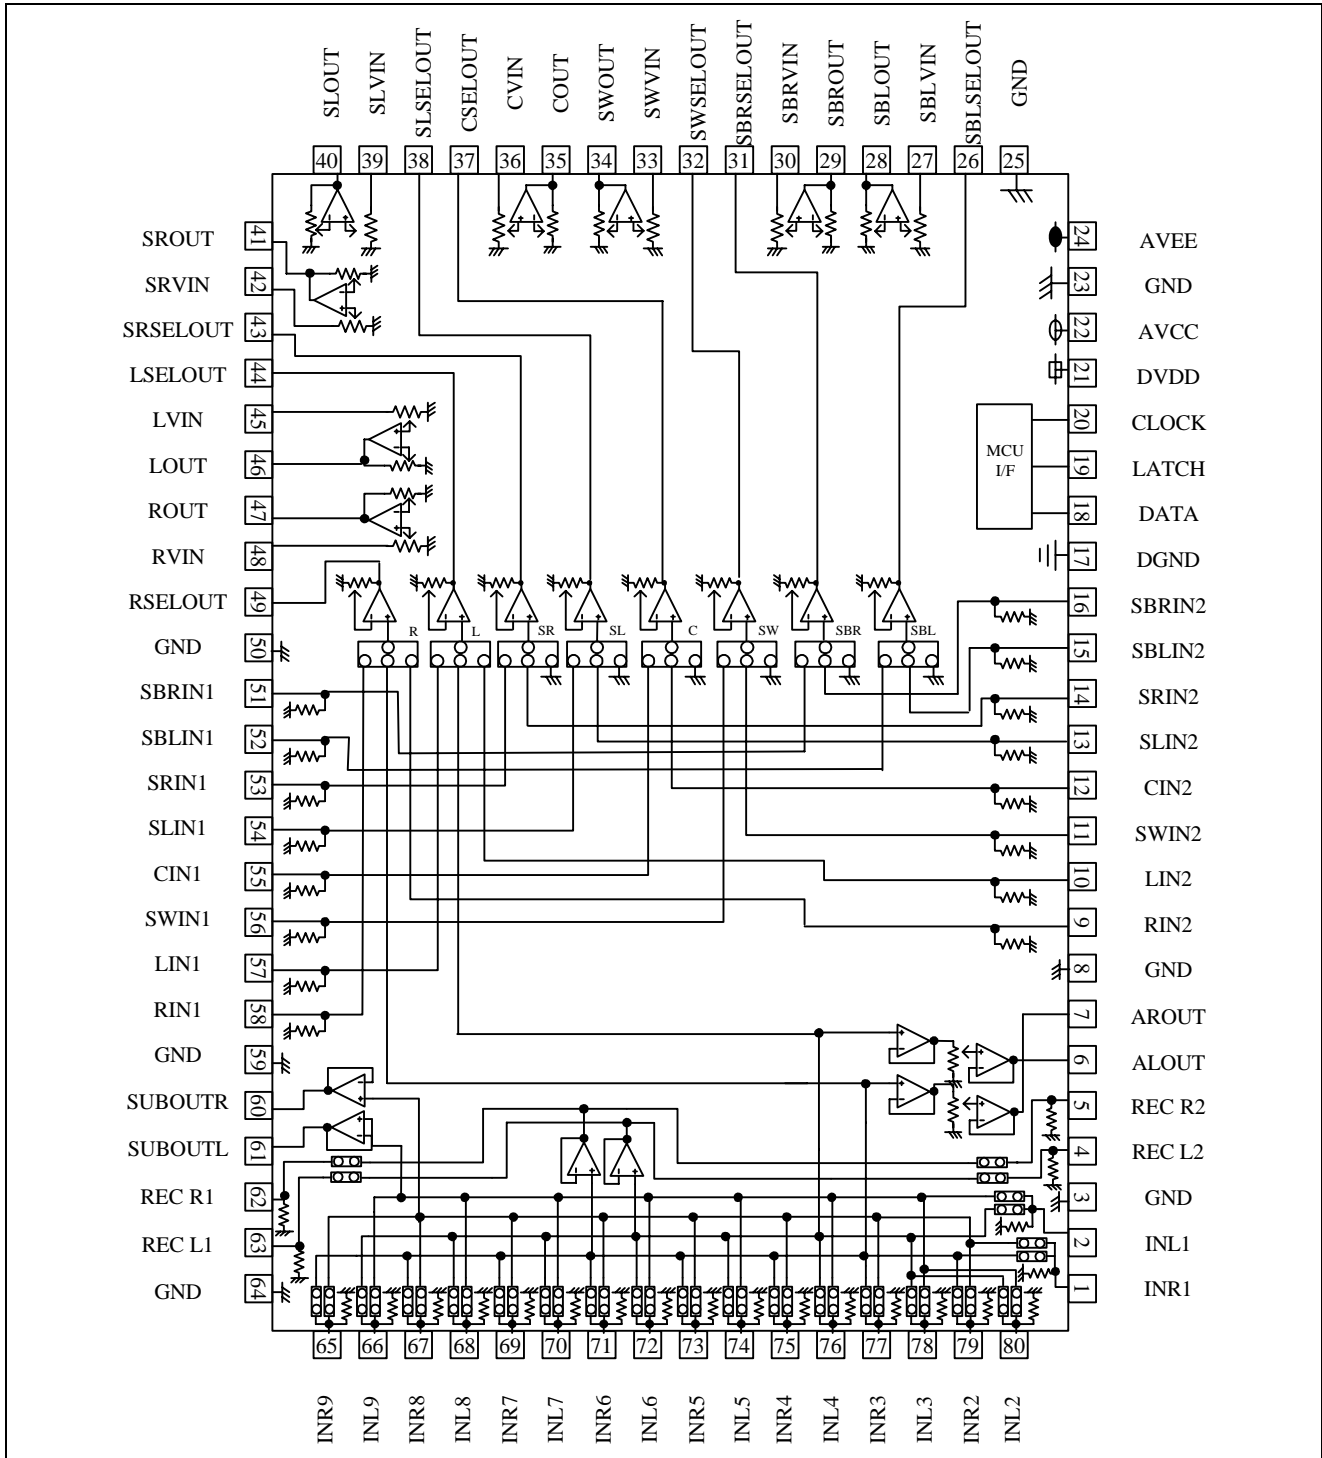 SLOUT SLVIN SLSELOUT CSELOUT CVIN COUT SWOUT SWVIN SWSELOUT SBRSELOUT SBRVIN SBROUT SBLOUT SBLVIN SBLSELOUT GND
40 39 38 37 36 35 34 33 32 31 30 29 28 27 26 25
SROUT 41
SRVIN 42
SRSELOUT 43
LSELOUT 44
LVIN 45
LOUT 46
ROUT 47
RVIN 48
RSELOUT 49
GND 50
SBRIN1 51
SBLIN1 52
SRIN1 53
SLIN1 54
CIN1 55
SWIN1 56
LIN1 57
RIN1 58
GND 59
SUBOUTR 60
SUBOUTL 61
REC R1 62
REC L1 63
GND 64
24 AVEE
23 GND
22 AVCC
21 DVDD
20 CLOCK
19 LATCH
18 DATA
17 DGND
16 SBRIN2
15 SBLIN2
14 SRIN2
13 SLIN2
12 CIN2
11 SWIN2
10 LIN2
9 RIN2
8 GND
7 AROUT
6 ALOUT
5 REC R2
4 REC L2
3 GND
2 INL1
1 INR1
MCU
I/F
R L SR SL C SW SBR SBL
65 66 67 68 69 70 71 72 73 74 75 76 77 78 79 80
INR9 INL9 INR8 INL8 INR7 INL7 INR6 INL6 INR5 INL5 INR4 INL4 INR3 INL3 INR2 INL2